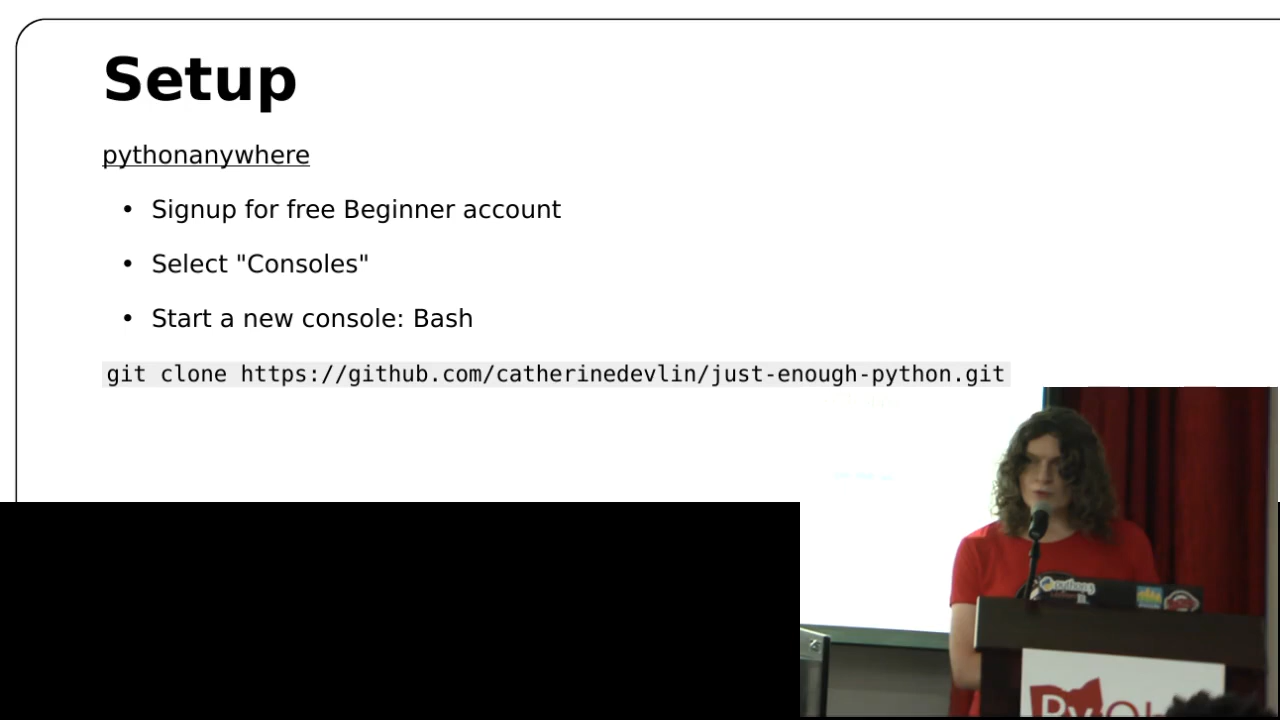 Setup
pythonanywhere
• Signup for free Beginner account
• Select "Consoles"
• Start a new console: Bash
git clone https://github.com/catherinedevlin/just-enough-python.git
python